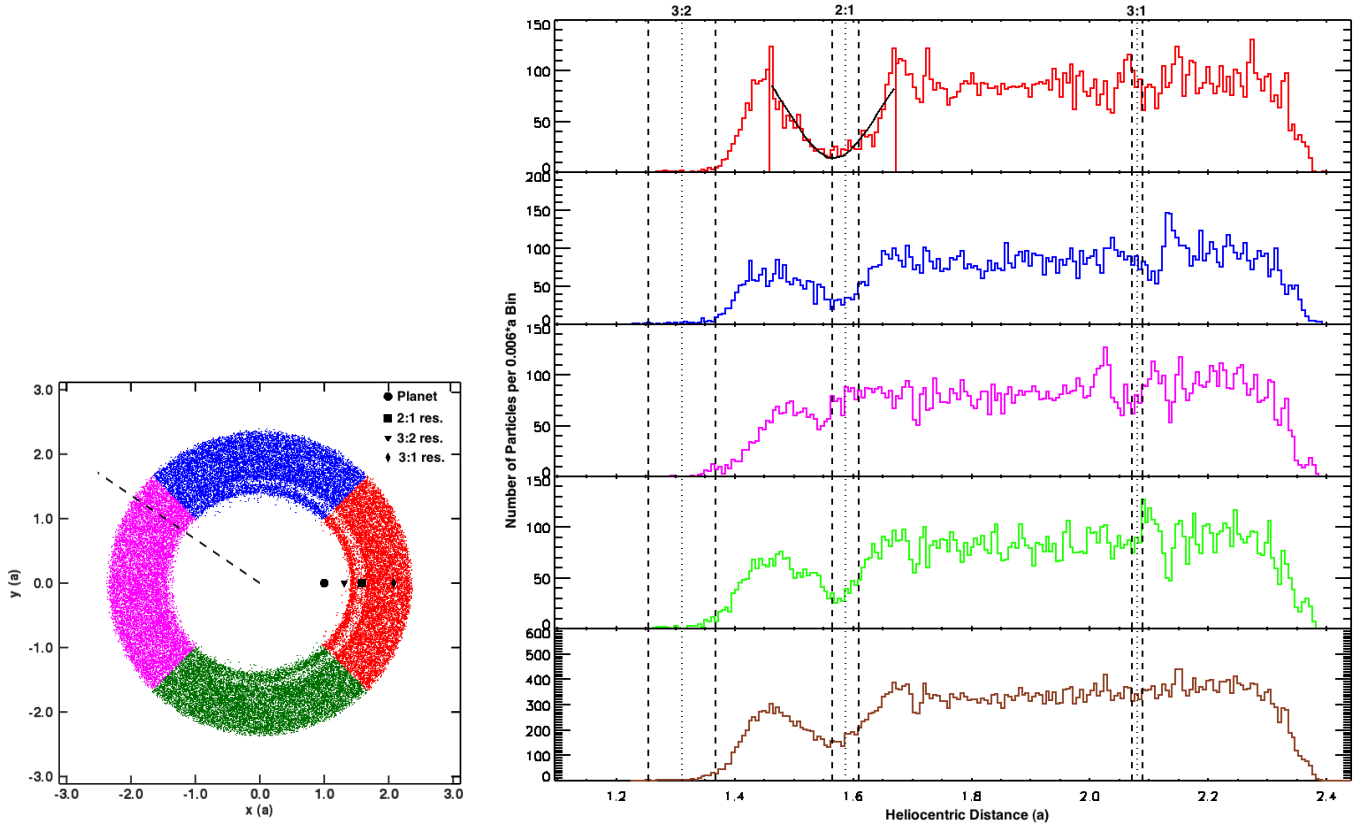 3:2 2:1 3:1
150
100
50
0
200
150
100
50
0
150
100
50
0
150
100
50
0
600
500
400
300
200
100
0
1.2 1.4 1.6 1.8 2.0 2.2 2.4
Heliocentric Distance (a)
Number of Particles per 0.006*a Bin
3.0
2.0
1.0
0.0
-1.0
-2.0
-3.0
y (a)
-3.0 -2.0 -1.0 0.0 1.0 2.0 3.0
x (a)
Planet
2:1 res.
3:2 res.
3:1 res.